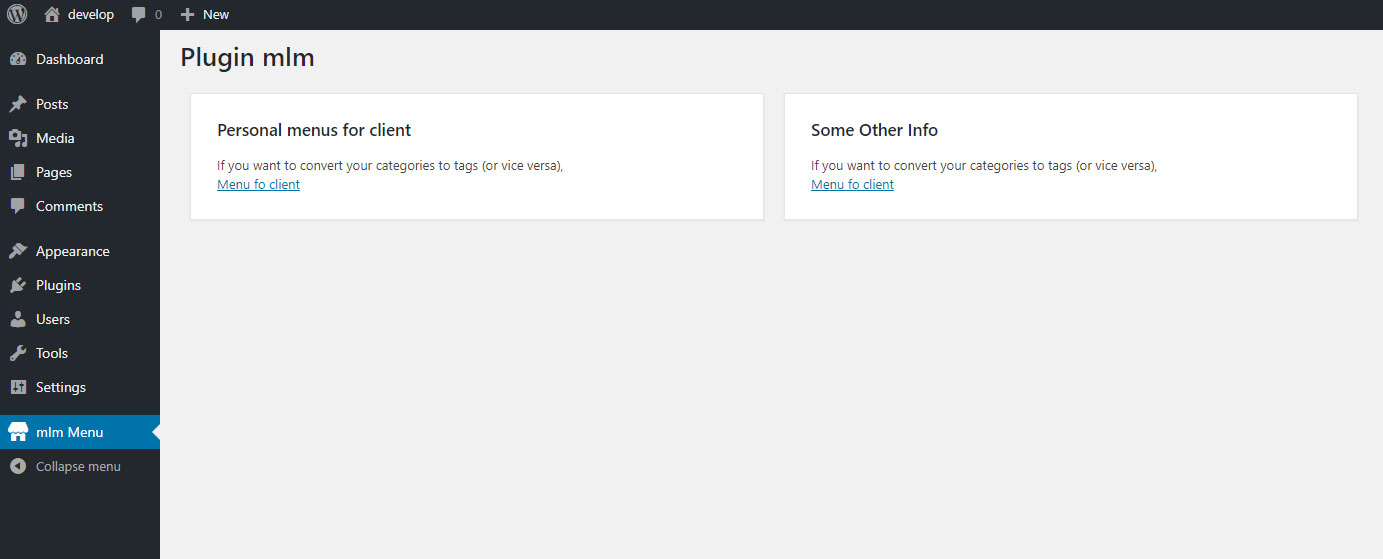 develop 0 New
Dashboard
Posts
Media
Pages
Comments
Appearance
Plugins
Users
Tools
Settings
mlm Menu
Collapse menu
Plugin mlm
Personal menus for client
If you want to convert your categories to tags (or vice versa),
Menu fo client
Some Other Info
If you want to convert your categories to tags (or vice versa),
Menu fo client